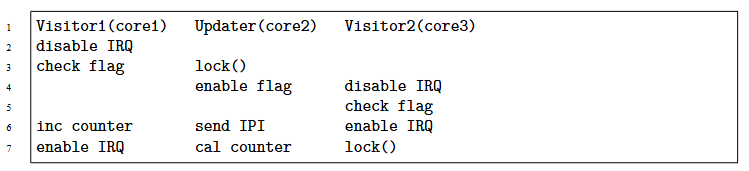 1 Visitor1(core1) Updater(core2) Visitor2(core3)
2 disable IRQ
3 check flag lock()
4 enable flag disable IRQ
5 check flag
6 inc counter send IPI enable IRQ
7 enable IRQ cal counter lock()